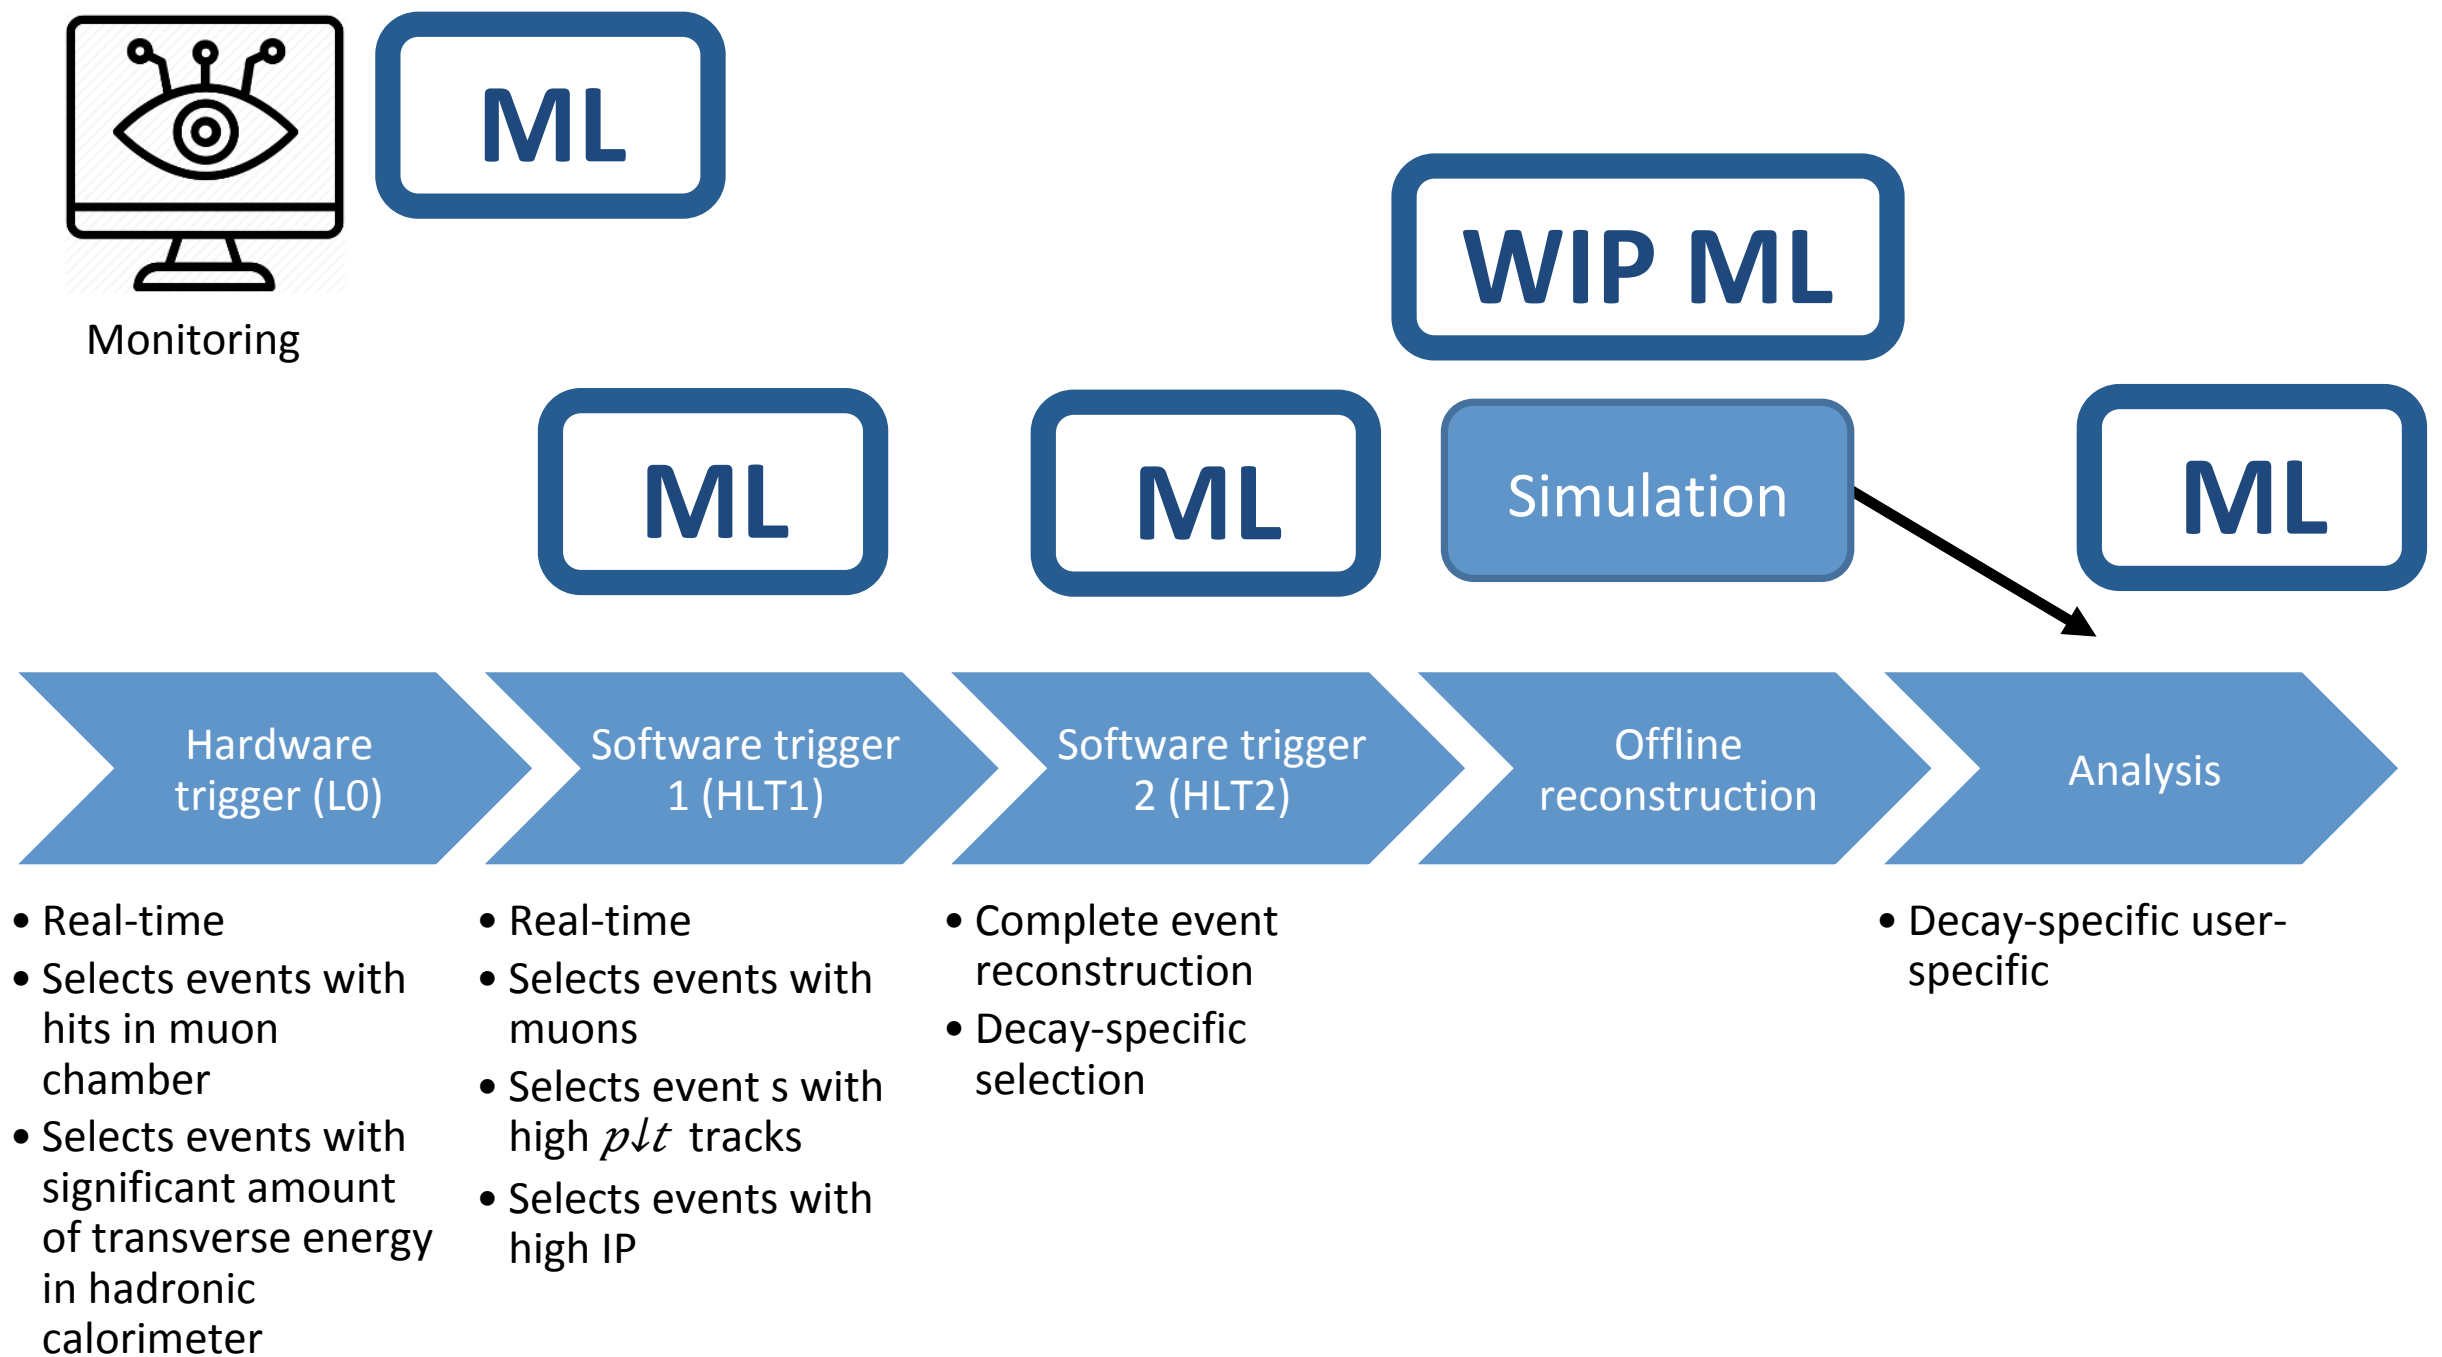 ML
Monitoring
WIP ML
ML
ML
Simulation
ML
Hardware
trigger (L0)
Software trigger
1 (HLT1)
Software trigger
2 (HLT2)
Offline
reconstruction
Analysis
• Real-time
• Selects events with
hits in muon
chamber
• Selects events with
significant amount
of transverse energy
in hadronic
calorimeter
• Real-time
• Selects events with
muons
• Selects event s with
high p↓t tracks
• Selects events with
high IP
• Complete event
reconstruction
• Decay-specific
selection
• Decay-specific user-
specific